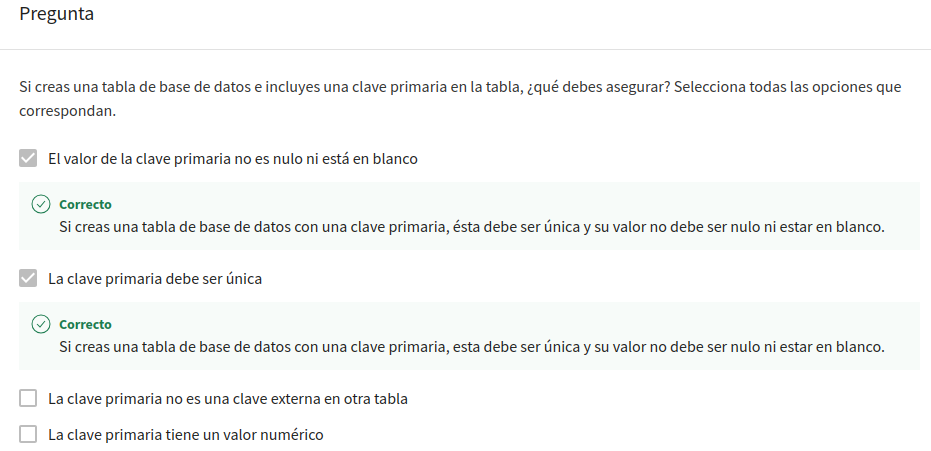 Pregunta
Si creas una tabla de base de datos e incluyes una clave primaria en la tabla, ¿qué debes asegurar? Selecciona todas las opciones que
correspondan.
El valor de la clave primaria no es nulo ni está en blanco
Correcto
Si creas una tabla de base de datos con una clave primaria, ésta debe ser única y su valor no debe ser nulo ni estar en blanco.
La clave primaria debe ser única
Correcto
Si creas una tabla de base de datos con una clave primaria, esta debe ser única y su valor no debe ser nulo ni estar en blanco.
La clave primaria no es una clave externa en otra tabla
La clave primaria tiene un valor numérico